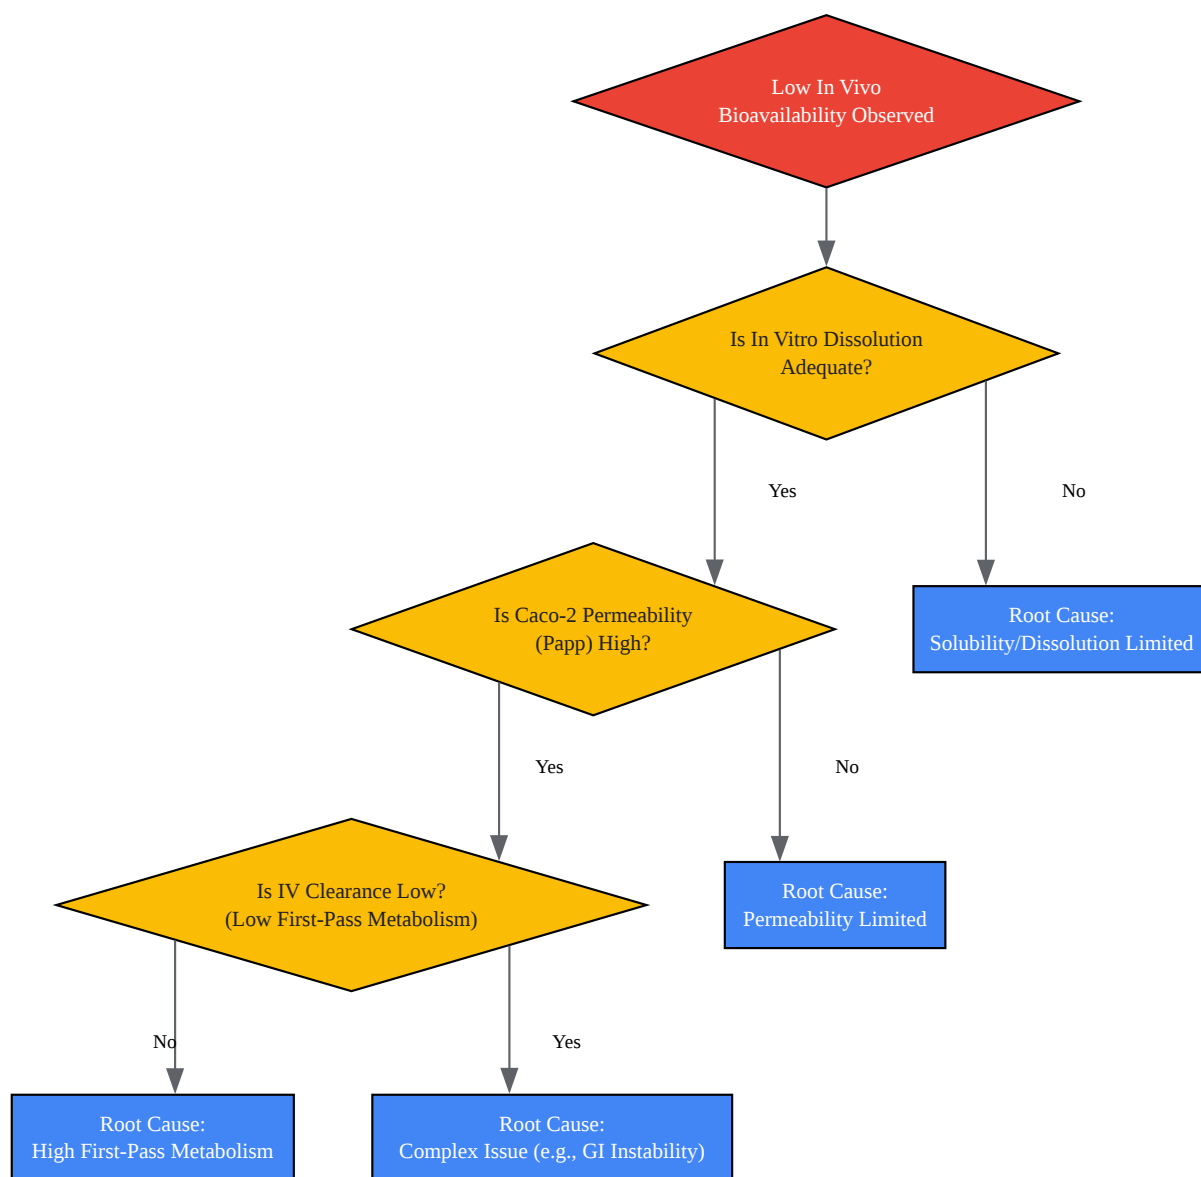 Low In Vivo
Bioavailability Observed
Is In Vitro Dissolution
Adequate?
Yes
No
Is Caco-2 Permeability
(Papp) High?
Root Cause:
Solubility/Dissolution Limited
Yes
No
Is IV Clearance Low?
(Low First-Pass Metabolism)
Root Cause:
Permeability Limited
No
Yes
Root Cause:
High First-Pass Metabolism
Root Cause:
Complex Issue (e.g., GI Instability)